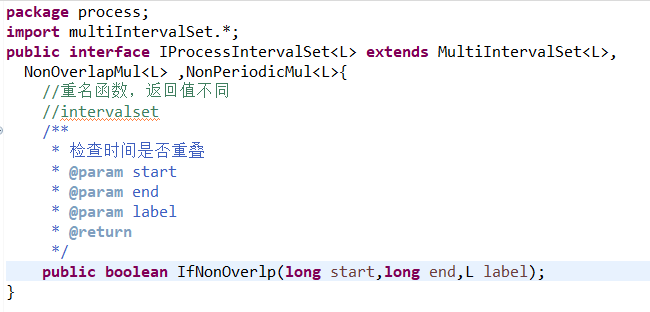 package process;
import multiIntervalSet.*;
public interface IProcessIntervalSet<L> extends MultiIntervalSet<L>,
NonOverlapMul<L> ,NonPeriodicMul<L>{
//重名函数，返回值不同
//intervalset
/**
* 检查时间是否重叠
* @param start
* @param end
* @param label
* @return
*/
public boolean IfNonOverlp(long start,long end,L label);
}